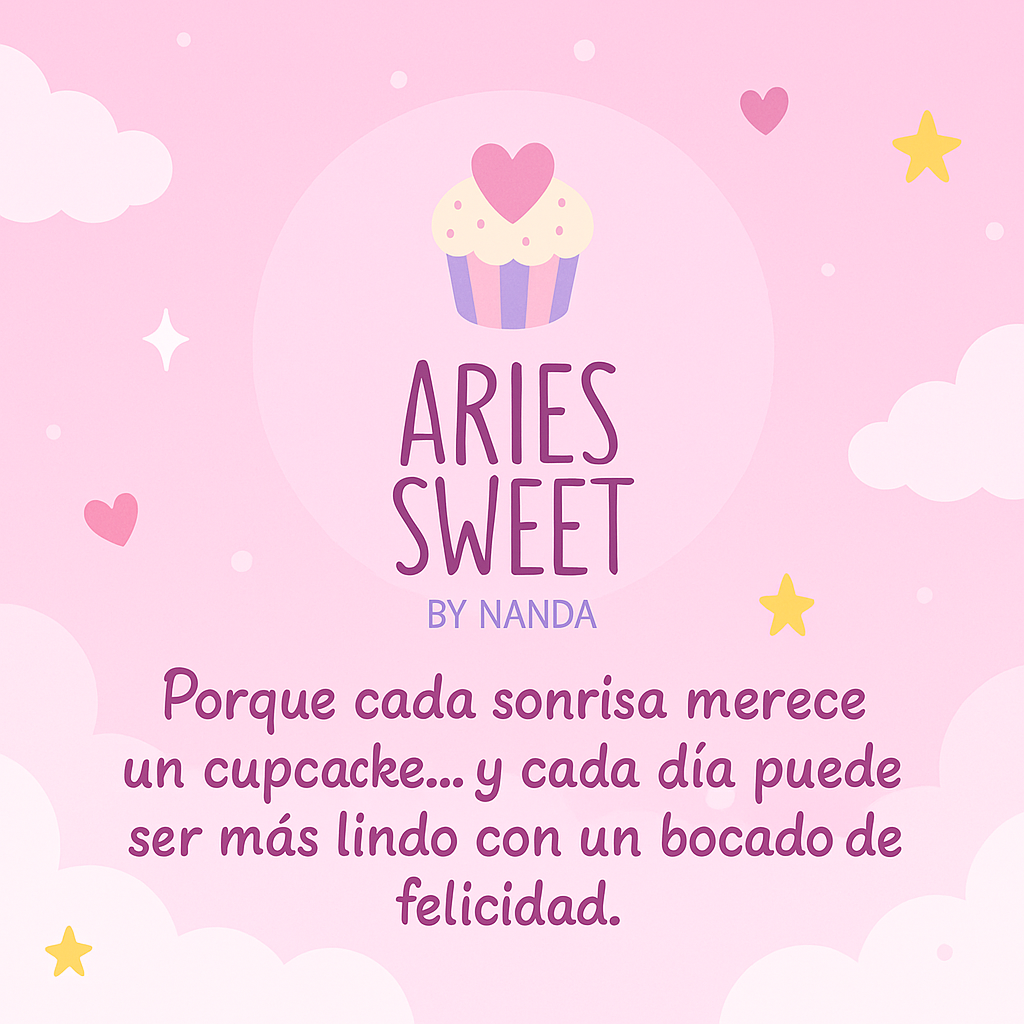 ARIES
SWEET
BY NANDA
Porque cada sonrisa merece
un cupcacke... y cada día puede
ser más lindo con un bocado de
felicidad.